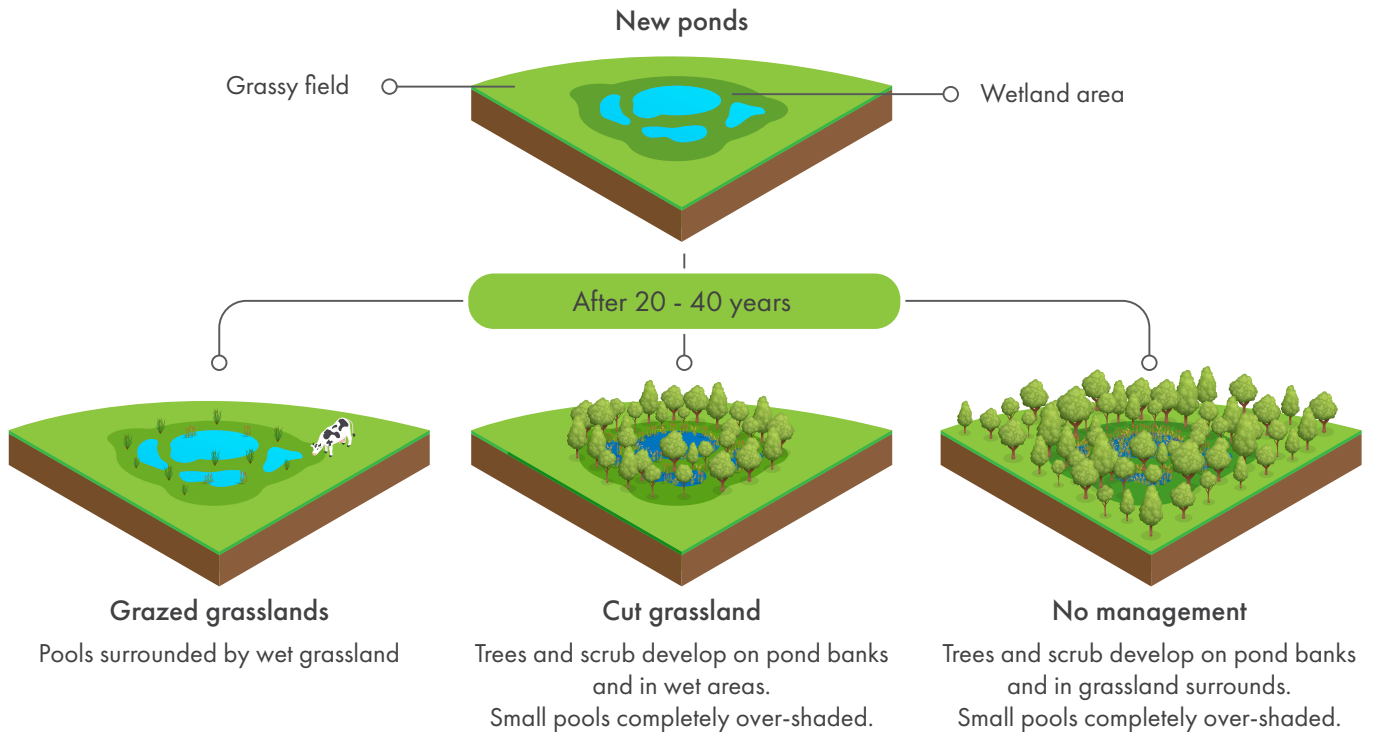 New ponds
Grassy field
Wetland area
After 20 - 40 years
Grazed grasslands
Pools surrounded by wet grassland
Cut grassland
Trees and scrub develop on pond banks
and in wet areas.
Small pools completely over-shaded.
No management
Trees and scrub develop on pond banks
and in grassland surrounds.
Small pools completely over-shaded.